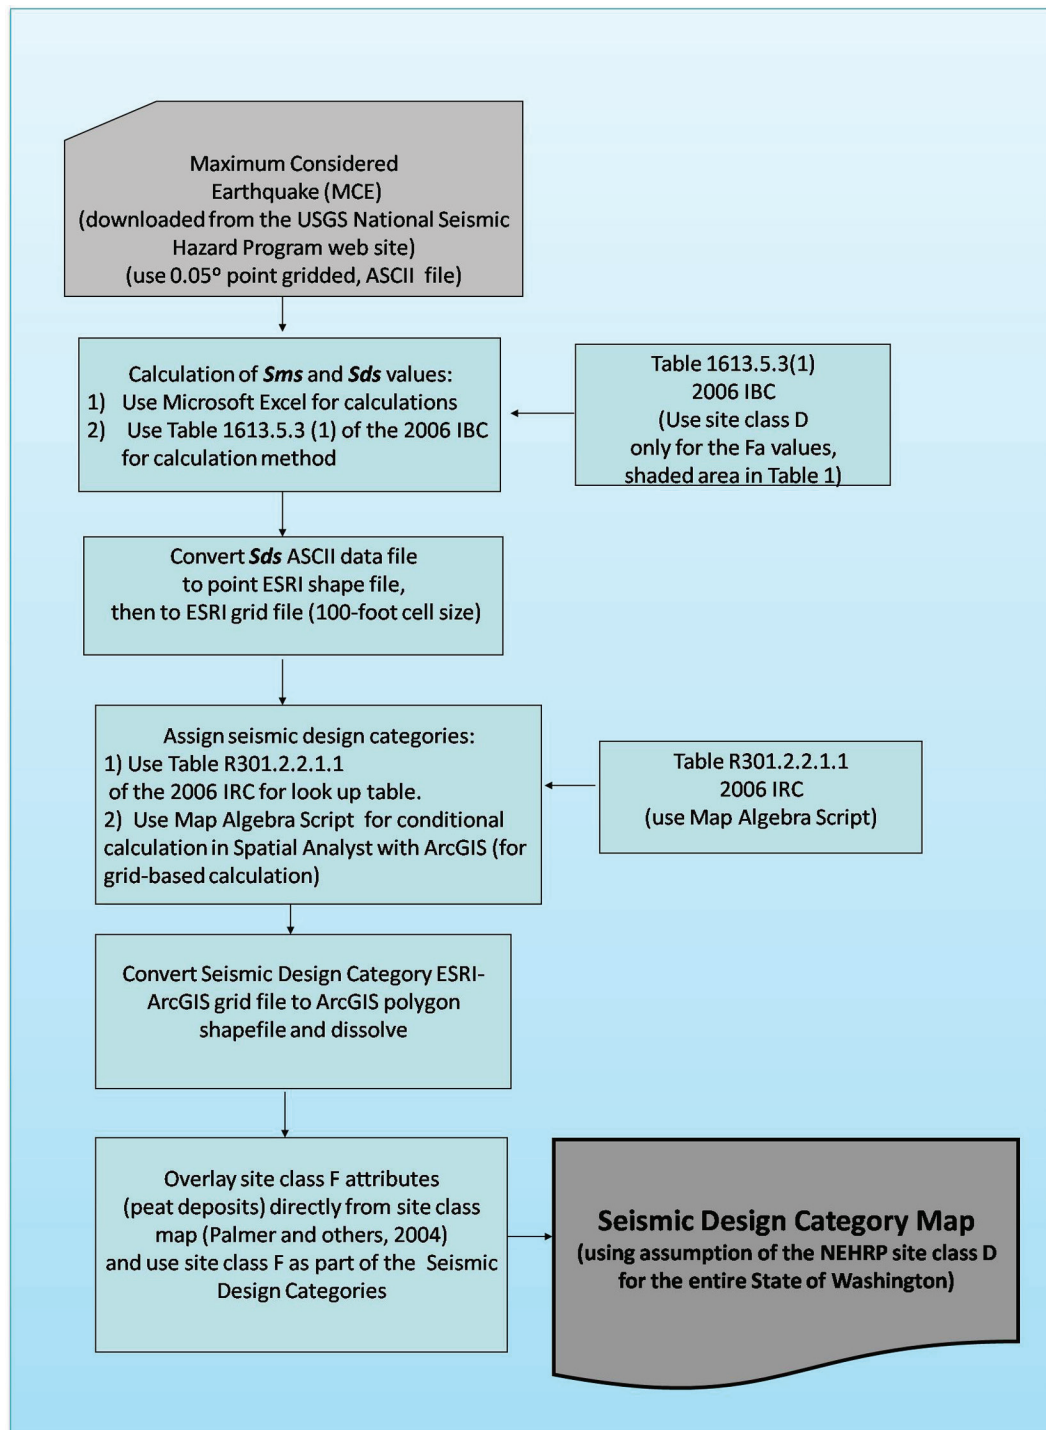 Maximum Considered
Earthquake (MCE)
(downloaded from the USGS National Seismic
Hazard Program web site)
(use 0.05º point gridded, ASCII file)
Calculation of Sms and Sds values:
1) Use Microsoft Excel for calculations
2) Use Table 1613.5.3 (1) of the 2006 IBC
for calculation method
Table 1613.5.3(1)
2006 IBC
(Use site class D
only for the Fa values,
shaded area in Table 1)
Convert Sds ASCII data file
to point ESRI shape file,
then to ESRI grid file (100-foot cell size)
Assign seismic design categories:
1) Use Table R301.2.2.1.1
of the 2006 IRC for look up table.
2) Use Map Algebra Script for conditional
calculation in Spatial Analyst with ArcGIS (for
grid-based calculation)
Table R301.2.2.1.1
2006 IRC
(use Map Algebra Script)
Convert Seismic Design Category ESRI-
ArcGIS grid file to ArcGIS polygon
shapefile and dissolve
Overlay site class F attributes
(peat deposits) directly from site class
map (Palmer and others, 2004)
and use site class F as part of the Seismic
Design Categories
Seismic Design Category Map
(using assumption of the NEHRP site class D
for the entire State of Washington)